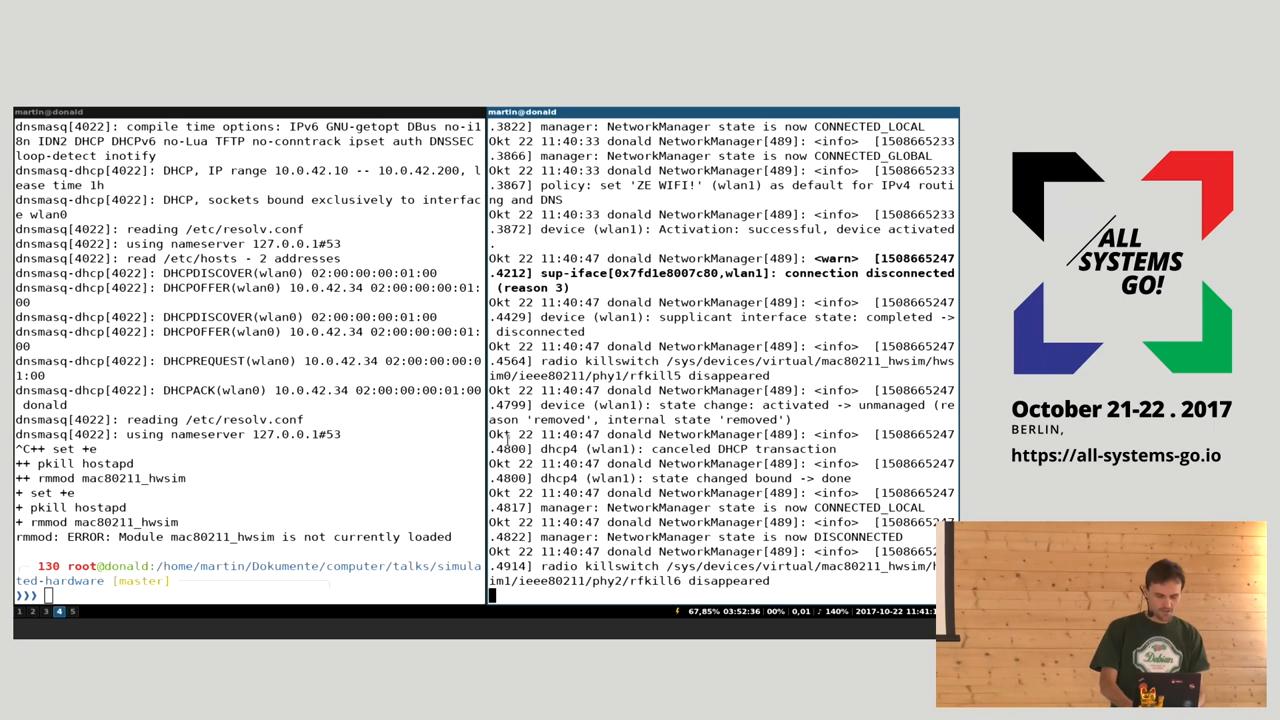 martin@donald
dnsmasq[4022]: compile time options: IPv6 GNU-getopt DBus no-i1
8n IDN2 DHCP DHCPv6 no-Lua TFTP no-conntrack ipset auth DNSSEC
loop-detect inotify
dnsmasq-dhcp[4022]: DHCP, IP range 10.0.42.10 -- 10.0.42.200, l
ease time 1h
dnsmasq-dhcp[4022]: DHCP, sockets bound exclusively to interfac
e wlan0
dnsmasq[4022]: reading /etc/resolv.conf
dnsmasq[4022]: using nameserver 127.0.0.1#53
dnsmasq[4022]: read /etc/hosts - 2 addresses
dnsmasq-dhcp[4022]: DHCPDISCOVER(wlan0) 02:00:00:00:01:00
dnsmasq-dhcp[4022]: DHCPOFFER(wlan0) 10.0.42.34 02:00:00:00:01:
00
dnsmasq-dhcp[4022]: DHCPDISCOVER(wlan0) 02:00:00:00:01:00
dnsmasq-dhcp[4022]: DHCPOFFER(wlan0) 10.0.42.34 02:00:00:00:01:
00
dnsmasq-dhcp[4022]: DHCPREQUEST(wlan0) 10.0.42.34 02:00:00:00:0
1:00
dnsmasq-dhcp[4022]: DHCPACK(wlan0) 10.0.42.34 02:00:00:00:01:00
donald
dnsmasq[4022]: reading /etc/resolv.conf
dnsmasq[4022]: using nameserver 127.0.0.1#53
^C++ set +e
++ pkill hostapd
++ rmmod mac80211_hwsim
+ set +e
+ pkill hostapd
+ rmmod mac80211_hwsim
rmmod: ERROR: Module mac80211_hwsim is not currently loaded
130 root@donald:/home/martin/Dokumente/computer/talks/simula
ted-hardware [master]
>>>
martin@donald
.3822] manager: NetworkManager state is now CONNECTED_LOCAL
Okt 22 11:40:33 donald NetworkManager[489]: <info>  [1508665233
.3866] manager: NetworkManager state is now CONNECTED_GLOBAL
Okt 22 11:40:33 donald NetworkManager[489]: <info>  [1508665233
.3867] policy: set 'ZE WIFI!' (wlan1) as default for IPv4 routi
ng and DNS
Okt 22 11:40:33 donald NetworkManager[489]: <info>  [1508665233
.3872] device (wlan1): Activation: successful, device activated
.
Okt 22 11:40:47 donald NetworkManager[489]: <warn>  [1508665247
.4212] sup-iface[0x7fd1e8007c80,wlan1]: connection disconnected
(reason 3)
Okt 22 11:40:47 donald NetworkManager[489]: <info>  [1508665247
.4429] device (wlan1): supplicant interface state: completed ->
disconnected
Okt 22 11:40:47 donald NetworkManager[489]: <info>  [1508665247
.4564] radio killswitch /sys/devices/virtual/mac80211_hwsim/hws
im0/ieee80211/phy1/rfkill5 disappeared
Okt 22 11:40:47 donald NetworkManager[489]: <info>  [1508665247
.4799] device (wlan1): state change: activated -> unmanaged (re
ason 'removed', internal state 'removed')
Okt 22 11:40:47 donald NetworkManager[489]: <info>  [1508665247
.4800] dhcp4 (wlan1): canceled DHCP transaction
Okt 22 11:40:47 donald NetworkManager[489]: <info>  [1508665247
.4800] dhcp4 (wlan1): state changed bound -> done
Okt 22 11:40:47 donald NetworkManager[489]: <info>  [1508665247
.4817] manager: NetworkManager state is now CONNECTED_LOCAL
Okt 22 11:40:47 donald NetworkManager[489]: <info>  [1508665247
.4822] manager: NetworkManager state is now DISCONNECTED
Okt 22 11:40:47 donald NetworkManager[489]: <info>  [1508665247
.4914] radio killswitch /sys/devices/virtual/mac80211_hwsim/h
im1/ieee80211/phy2/rfkill6 disappeared
1 2 3 4 5
67,85% 03:52:36 00% 0,01 ♪ 140% 2017-10-22 11:41:1
ALL
SYSTEMS
GO!
October 21-22 . 2017
BERLIN,
https://all-systems-go.io
Debian